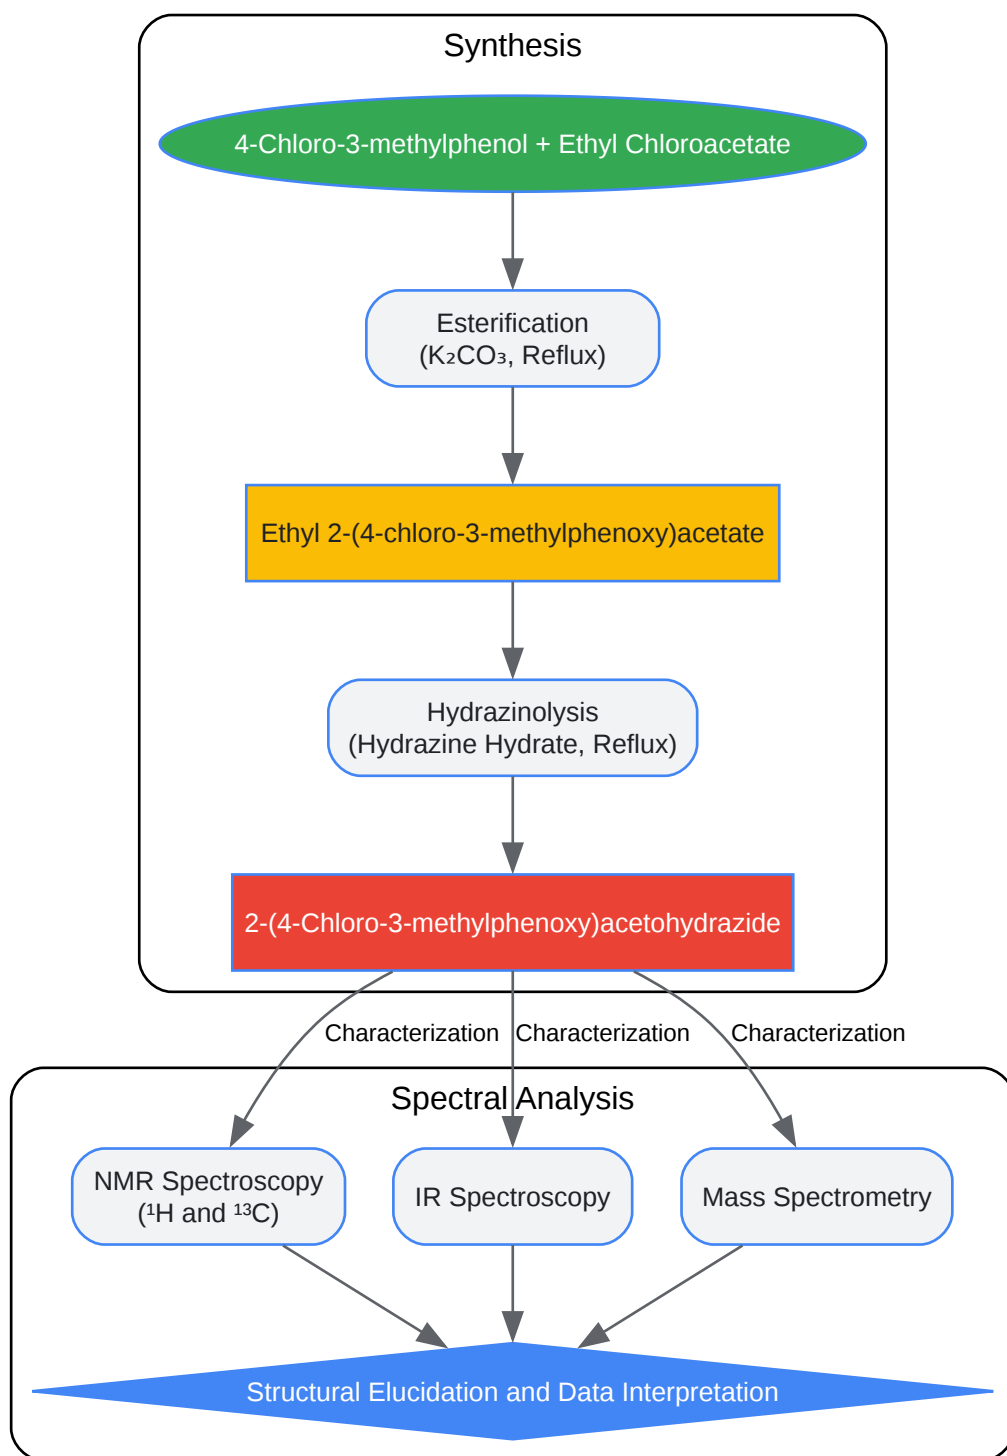 Synthesis
4-Chloro-3-methylphenol + Ethyl Chloroacetate
Esterification
(K₂CO₃, Reflux)
Ethyl 2-(4-chloro-3-methylphenoxy)acetate
Hydrazinolysis
(Hydrazine Hydrate, Reflux)
2-(4-Chloro-3-methylphenoxy)acetohydrazide
Characterization
Characterization
Characterization
Spectral Analysis
NMR Spectroscopy
(¹H and ¹³C)
IR Spectroscopy
Mass Spectrometry
Structural Elucidation and Data Interpretation